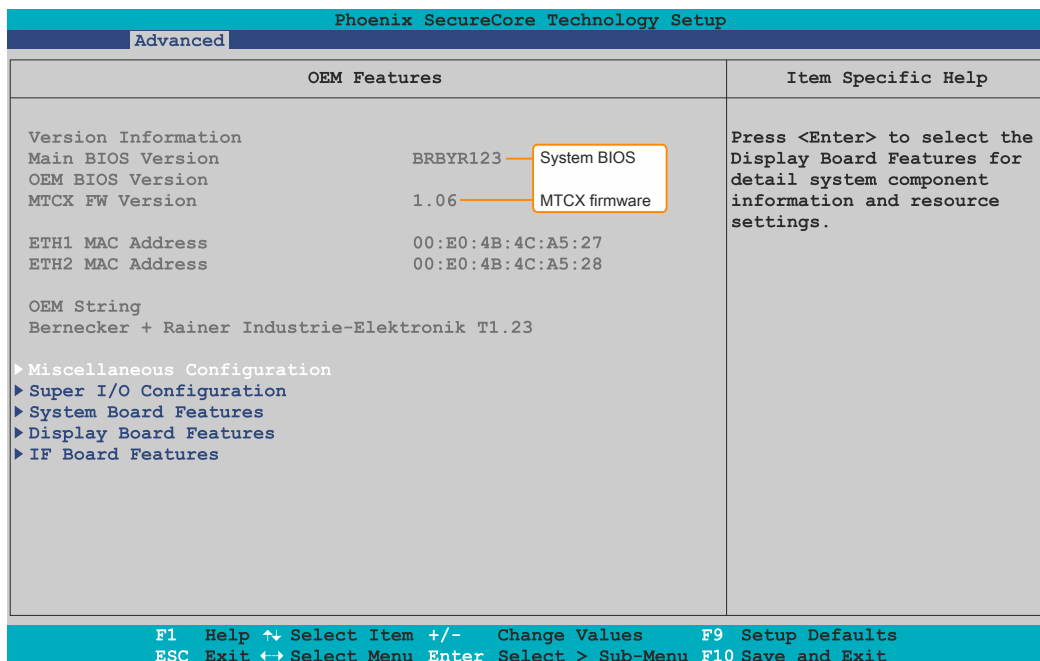 Phoenix SecureCore Technology Setup
Advanced
OEM Features
Item Specific Help
Version Information
Main BIOS Version BRBYR123 System BIOS
OEM BIOS Version
MTCX FW Version 1.06 MTCX firmware
ETH1 MAC Address 00:E0:4B:4C:A5:27
ETH2 MAC Address 00:E0:4B:4C:A5:28
OEM String
Bernecker + Rainer Industrie-Elektronik T1.23
Miscellaneous Configuration
Super I/O Configuration
System Board Features
Display Board Features
IF Board Features
Press <Enter> to select the
Display Board Features for
detail system component
information and resource
settings.
F1 Help ↑↓ Select Item +/- Change Values F9 Setup Defaults
ESC Exit ←→ Select Menu Enter Select > Sub-Menu F10 Save and Exit